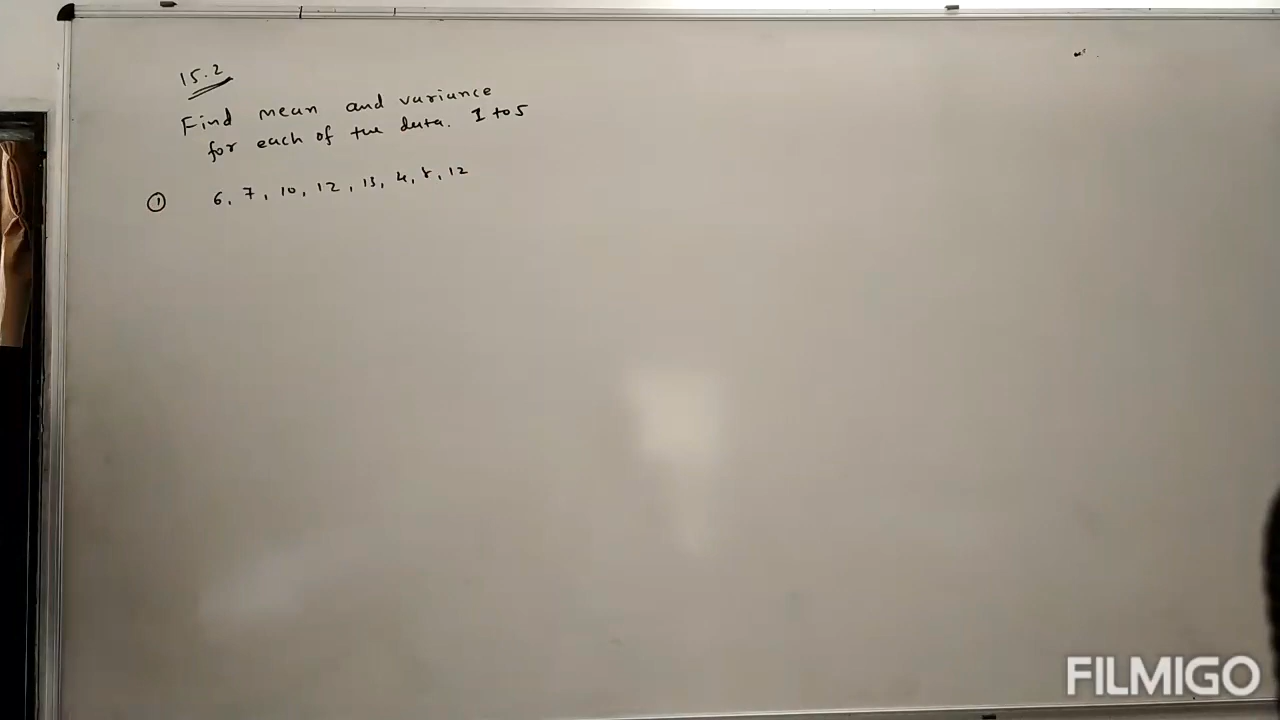 15.2
Find mean and variance
for each of the data. 1 to 5
① 6, 7, 10, 12, 13, 4, 8, 12
FILMIGO